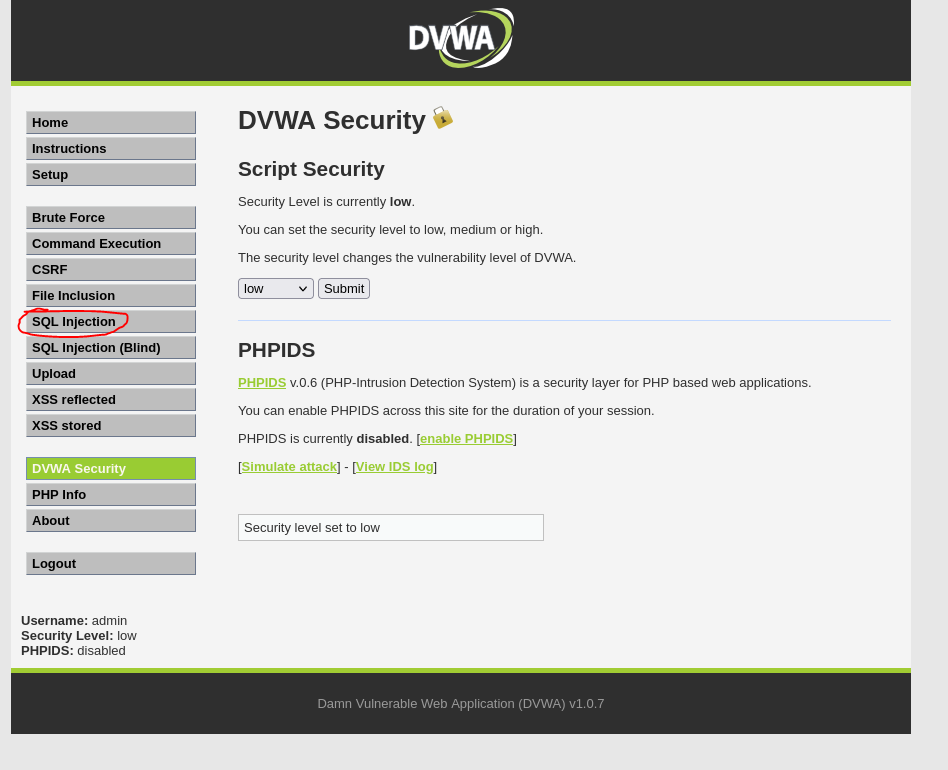 DVWA
Home
Instructions
Setup
Brute Force
Command Execution
CSRF
File Inclusion
SQL Injection
SQL Injection (Blind)
Upload
XSS reflected
XSS stored
DVWA Security
PHP Info
About
Logout
DVWA Security
Script Security
Security Level is currently low.
You can set the security level to low, medium or high.
The security level changes the vulnerability level of DVWA.
low Submit
PHPIDS
PHPIDS v.0.6 (PHP-Intrusion Detection System) is a security layer for PHP based web applications.
You can enable PHPIDS across this site for the duration of your session.
PHPIDS is currently disabled. [enable PHPIDS]
[Simulate attack] - [View IDS log]
Security level set to low
Username: admin
Security Level: low
PHPIDS: disabled
Damn Vulnerable Web Application (DVWA) v1.0.7